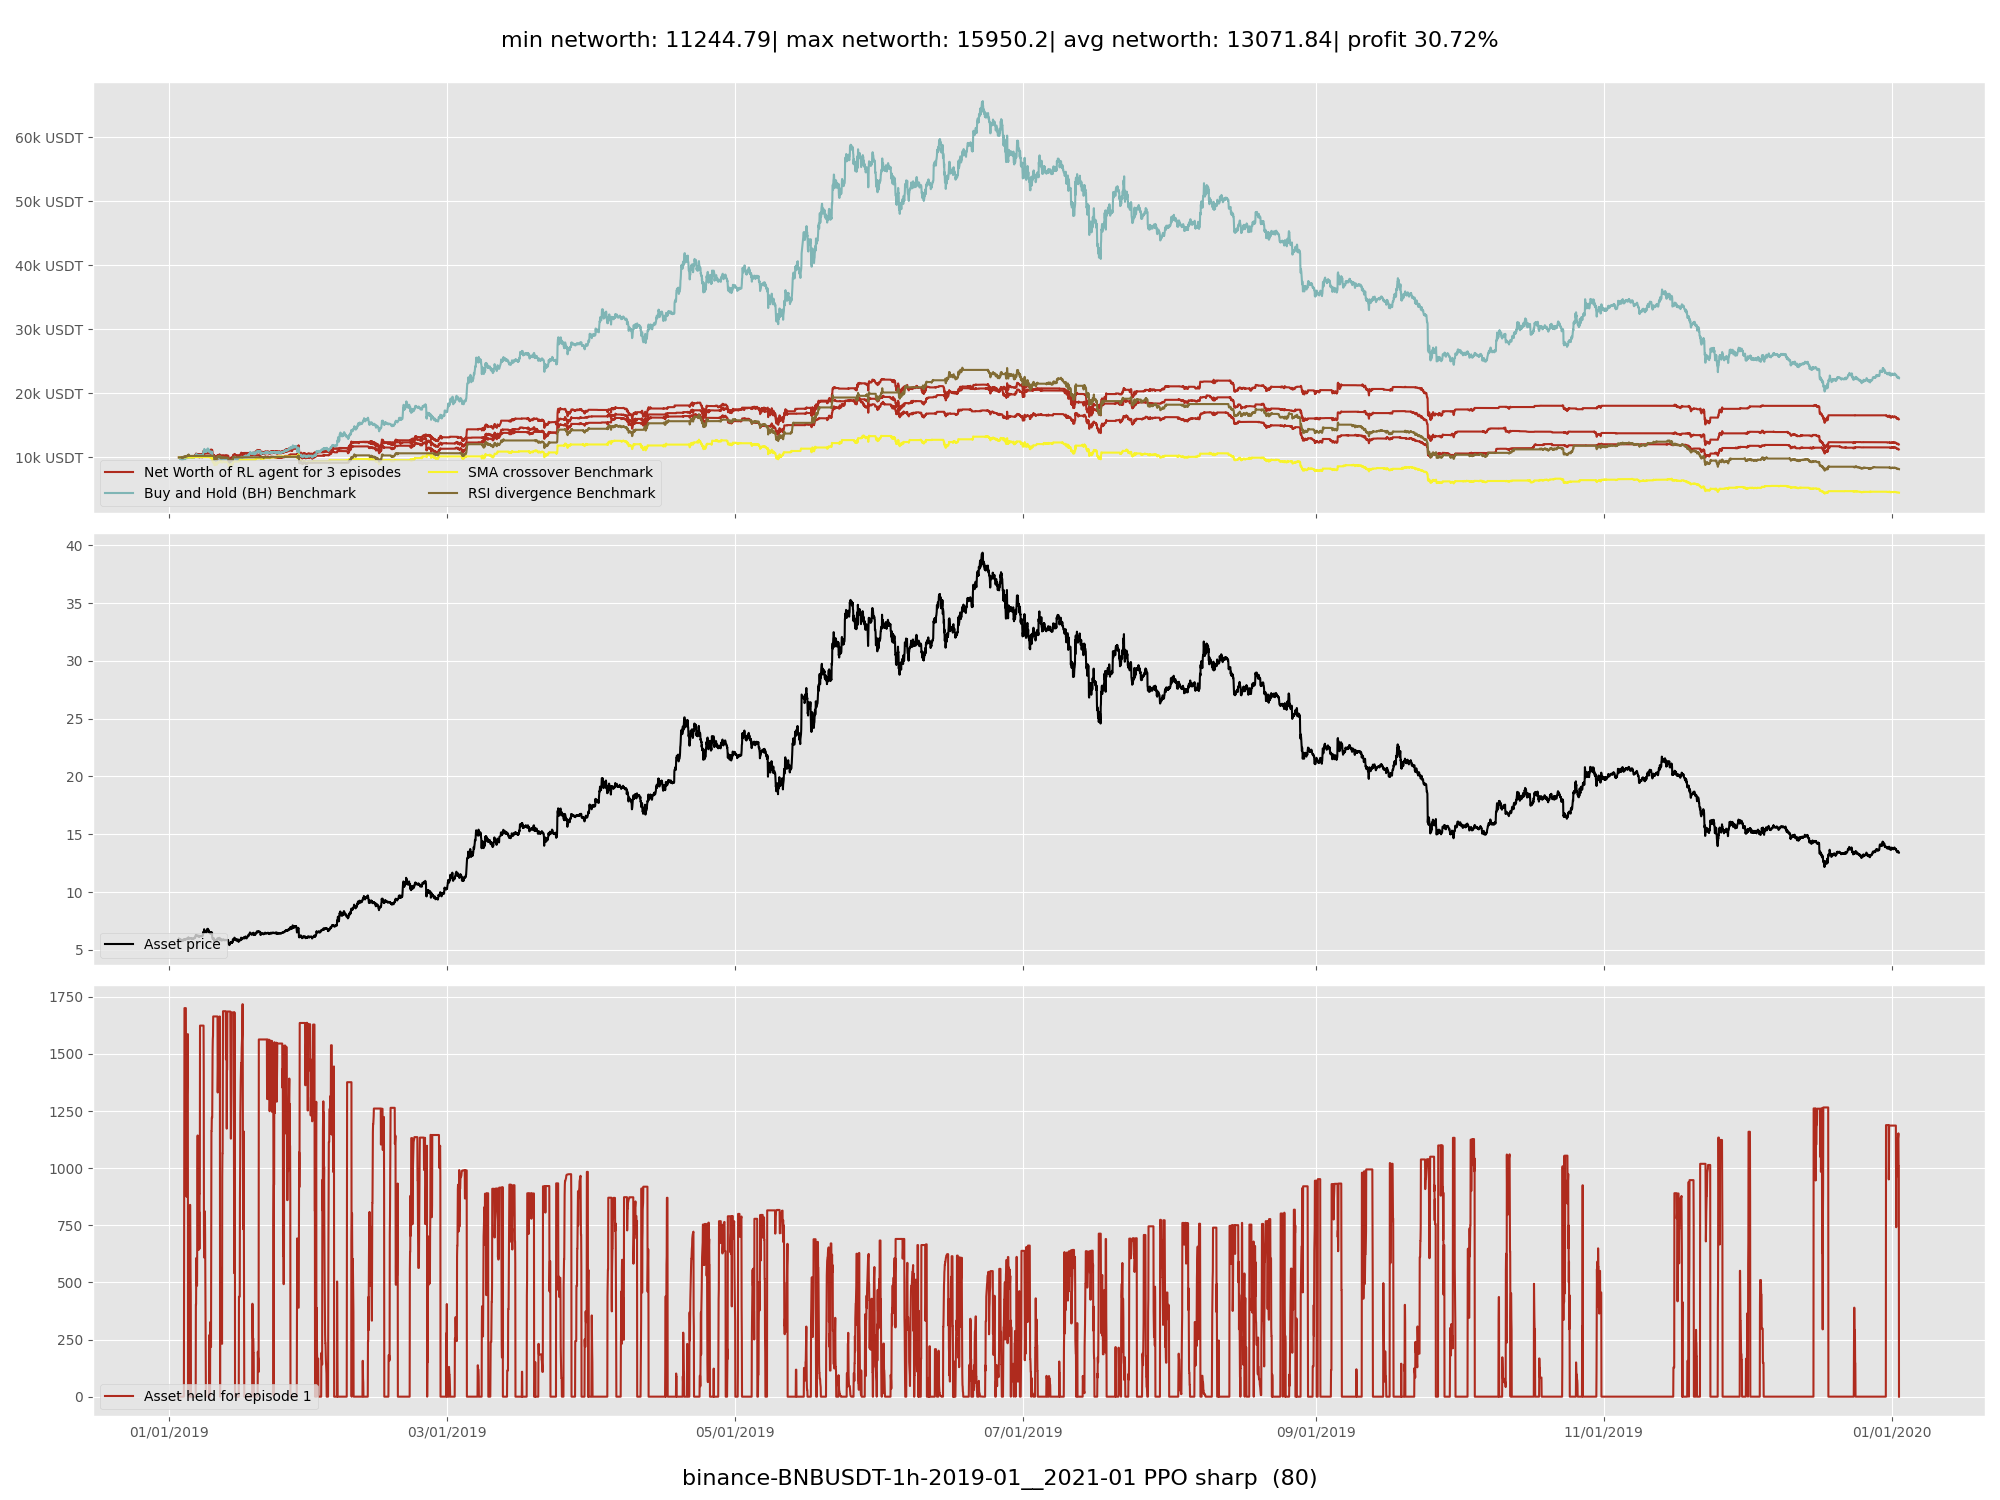 min networth: 11244.79| max networth: 15950.2| avg networth: 13071.84| profit 30.72%
60k USDT
50k USDT
40k USDT
30k USDT
20k USDT
10k USDT
Net Worth of RL agent for 3 episodes
Buy and Hold (BH) Benchmark
SMA crossover Benchmark
RSI divergence Benchmark
40
35
30
25
20
15
10
5
Asset price
1750
1500
1250
1000
750
500
250
0
Asset held for episode 1
01/01/2019 03/01/2019 05/01/2019 07/01/2019 09/01/2019 11/01/2019 01/01/2020
binance-BNBUSDT-1h-2019-01__2021-01 PPO sharp (80)